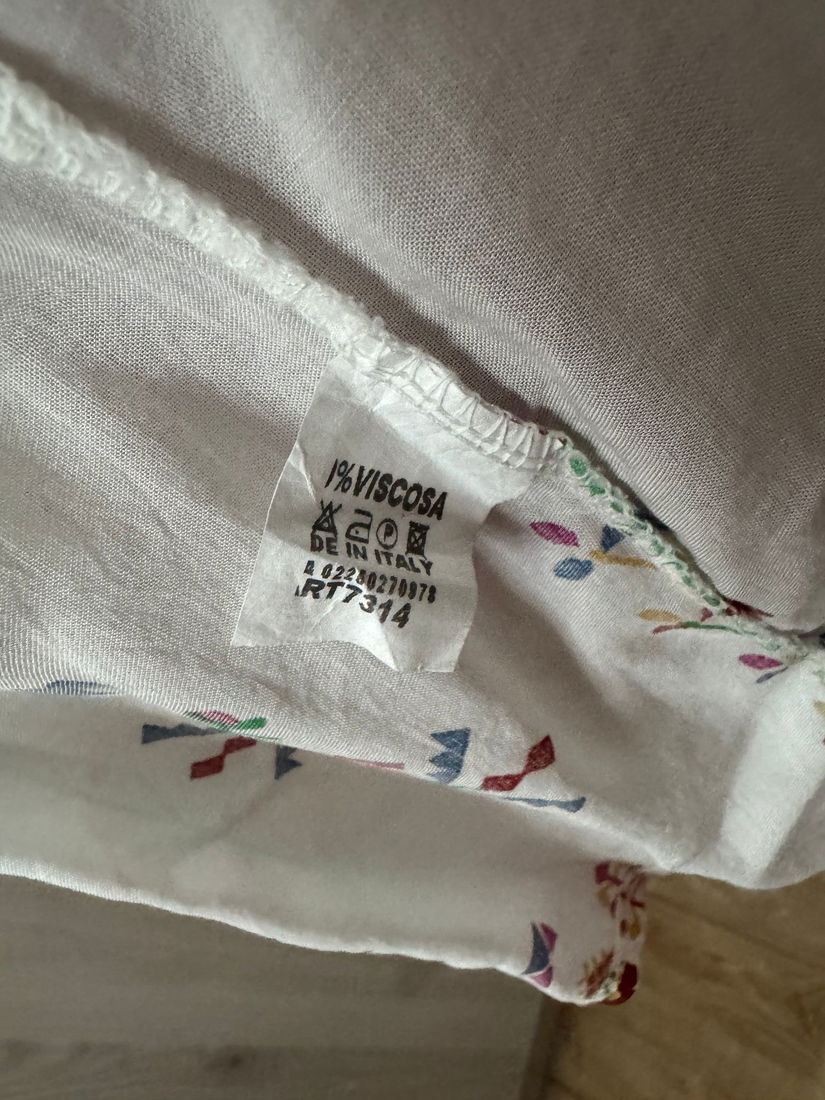 %VISCOSA
P
DE IN ITALY
02280270978
RT7314